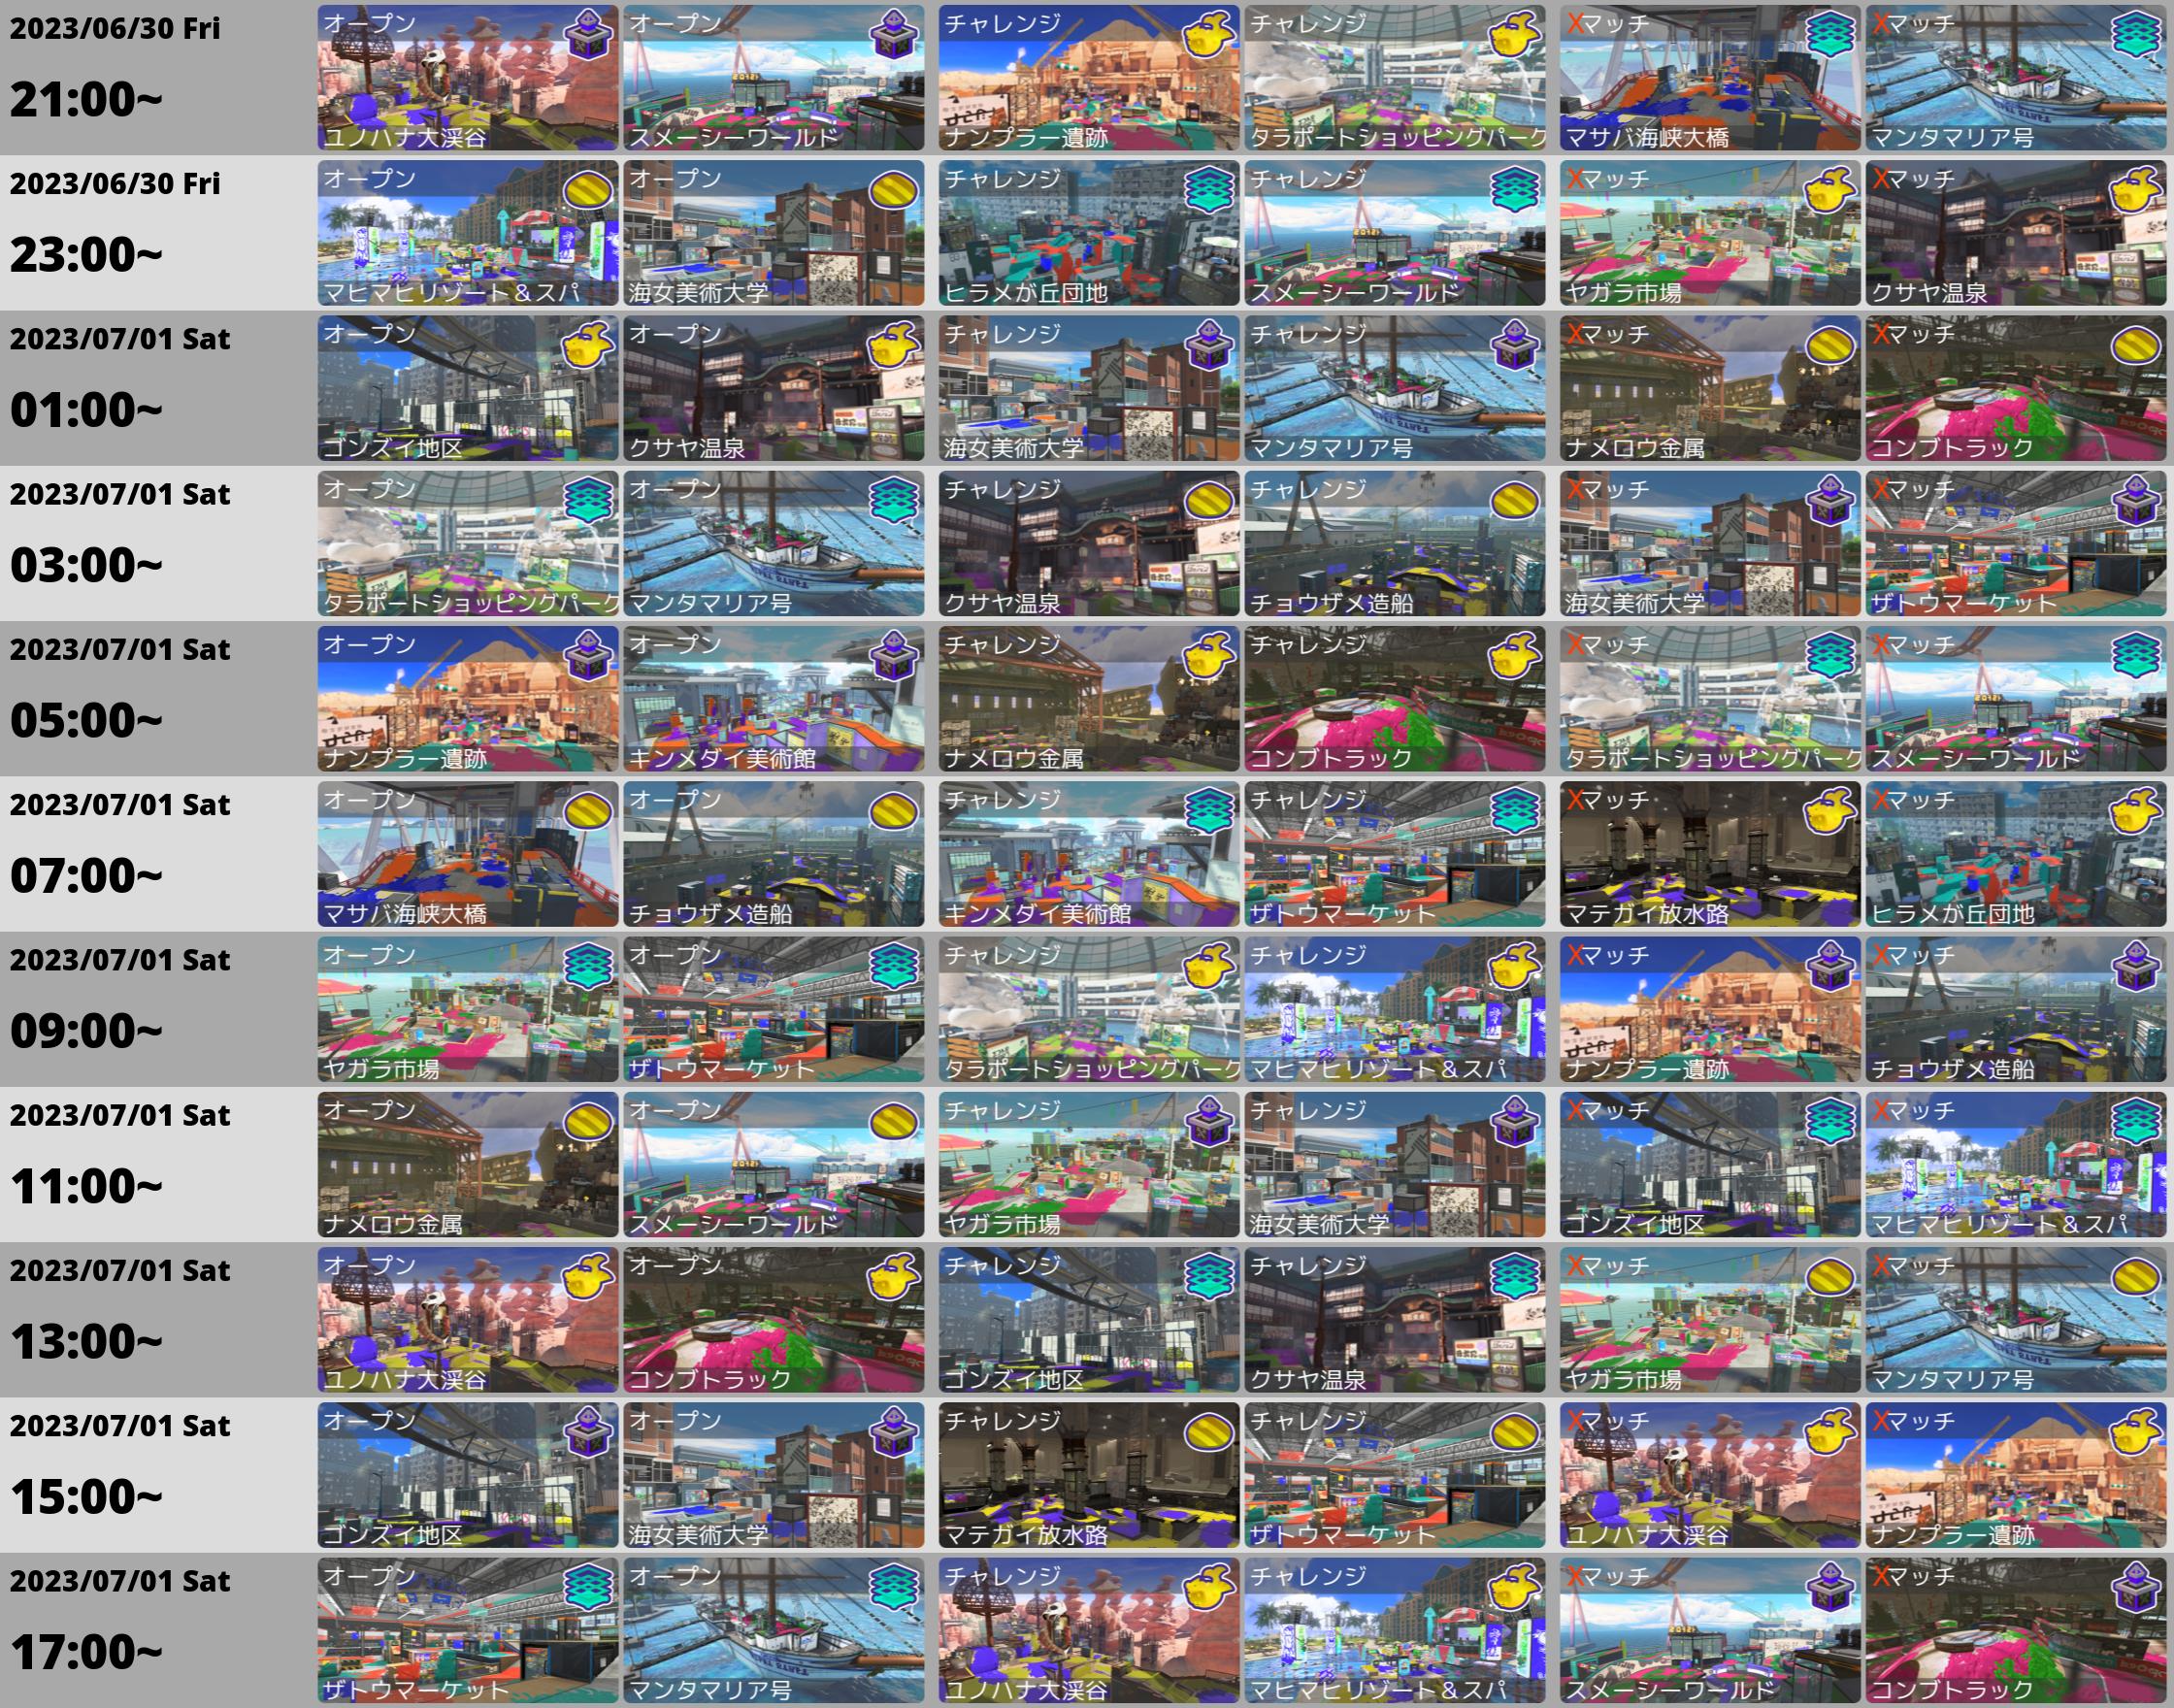 2023/06/30 Fri
21:00~
オープン
ユノハナ大渓谷
オープン
スメーシーワールド
チャレンジ
ナンプラー遺跡
チャレンジ
タラポートショッピングパーク
Xマッチ
マサバ海峡大橋
Xマッチ
マンタマリア号
2023/06/30 Fri
23:00~
オープン
マヒマヒリゾート&スパ
オープン
海女美術大学
チャレンジ
ヒラメが丘団地
チャレンジ
スメーシーワールド
Xマッチ
ヤガラ市場
Xマッチ
クサヤ温泉
2023/07/01 Sat
01:00~
オープン
ゴンズイ地区
オープン
クサヤ温泉
チャレンジ
海女美術大学
チャレンジ
マンタマリア号
Xマッチ
ナメロウ金属
Xマッチ
コンブトラック
2023/07/01 Sat
03:00~
オープン
タラポートショッピングパーク
オープン
マンタマリア号
チャレンジ
クサヤ温泉
チャレンジ
チョウザメ造船
Xマッチ
海女美術大学
Xマッチ
ザトウマーケット
2023/07/01 Sat
05:00~
オープン
ナンプラー遺跡
オープン
キンメダイ美術館
チャレンジ
ナメロウ金属
チャレンジ
コンブトラック
Xマッチ
タラポートショッピングパーク
Xマッチ
スメーシーワールド
2023/07/01 Sat
07:00~
オープン
マサバ海峡大橋
オープン
チョウザメ造船
チャレンジ
キンメダイ美術館
チャレンジ
ザトウマーケット
Xマッチ
マテガイ放水路
Xマッチ
ヒラメが丘団地
2023/07/01 Sat
09:00~
オープン
ヤガラ市場
オープン
ザトウマーケット
チャレンジ
タラポートショッピングパーク
チャレンジ
マヒマヒリゾート&スパ
Xマッチ
ナンプラー遺跡
Xマッチ
チョウザメ造船
2023/07/01 Sat
11:00~
オープン
ナメロウ金属
オープン
スメーシーワールド
チャレンジ
ヤガラ市場
チャレンジ
海女美術大学
Xマッチ
ゴンズイ地区
Xマッチ
マヒマヒリゾート&スパ
2023/07/01 Sat
13:00~
オープン
ユノハナ大渓谷
オープン
コンブトラック
チャレンジ
ゴンズイ地区
チャレンジ
クサヤ温泉
Xマッチ
ヤガラ市場
Xマッチ
マンタマリア号
2023/07/01 Sat
15:00~
オープン
ゴンズイ地区
オープン
海女美術大学
チャレンジ
マテガイ放水路
チャレンジ
ザトウマーケット
Xマッチ
ユノハナ大渓谷
Xマッチ
ナンプラー遺跡
2023/07/01 Sat
17:00~
オープン
ザトウマーケット
オープン
マンタマリア号
チャレンジ
ユノハナ大渓谷
チャレンジ
マヒマヒリゾート&スパ
Xマッチ
スメーシーワールド
Xマッチ
コンブトラック